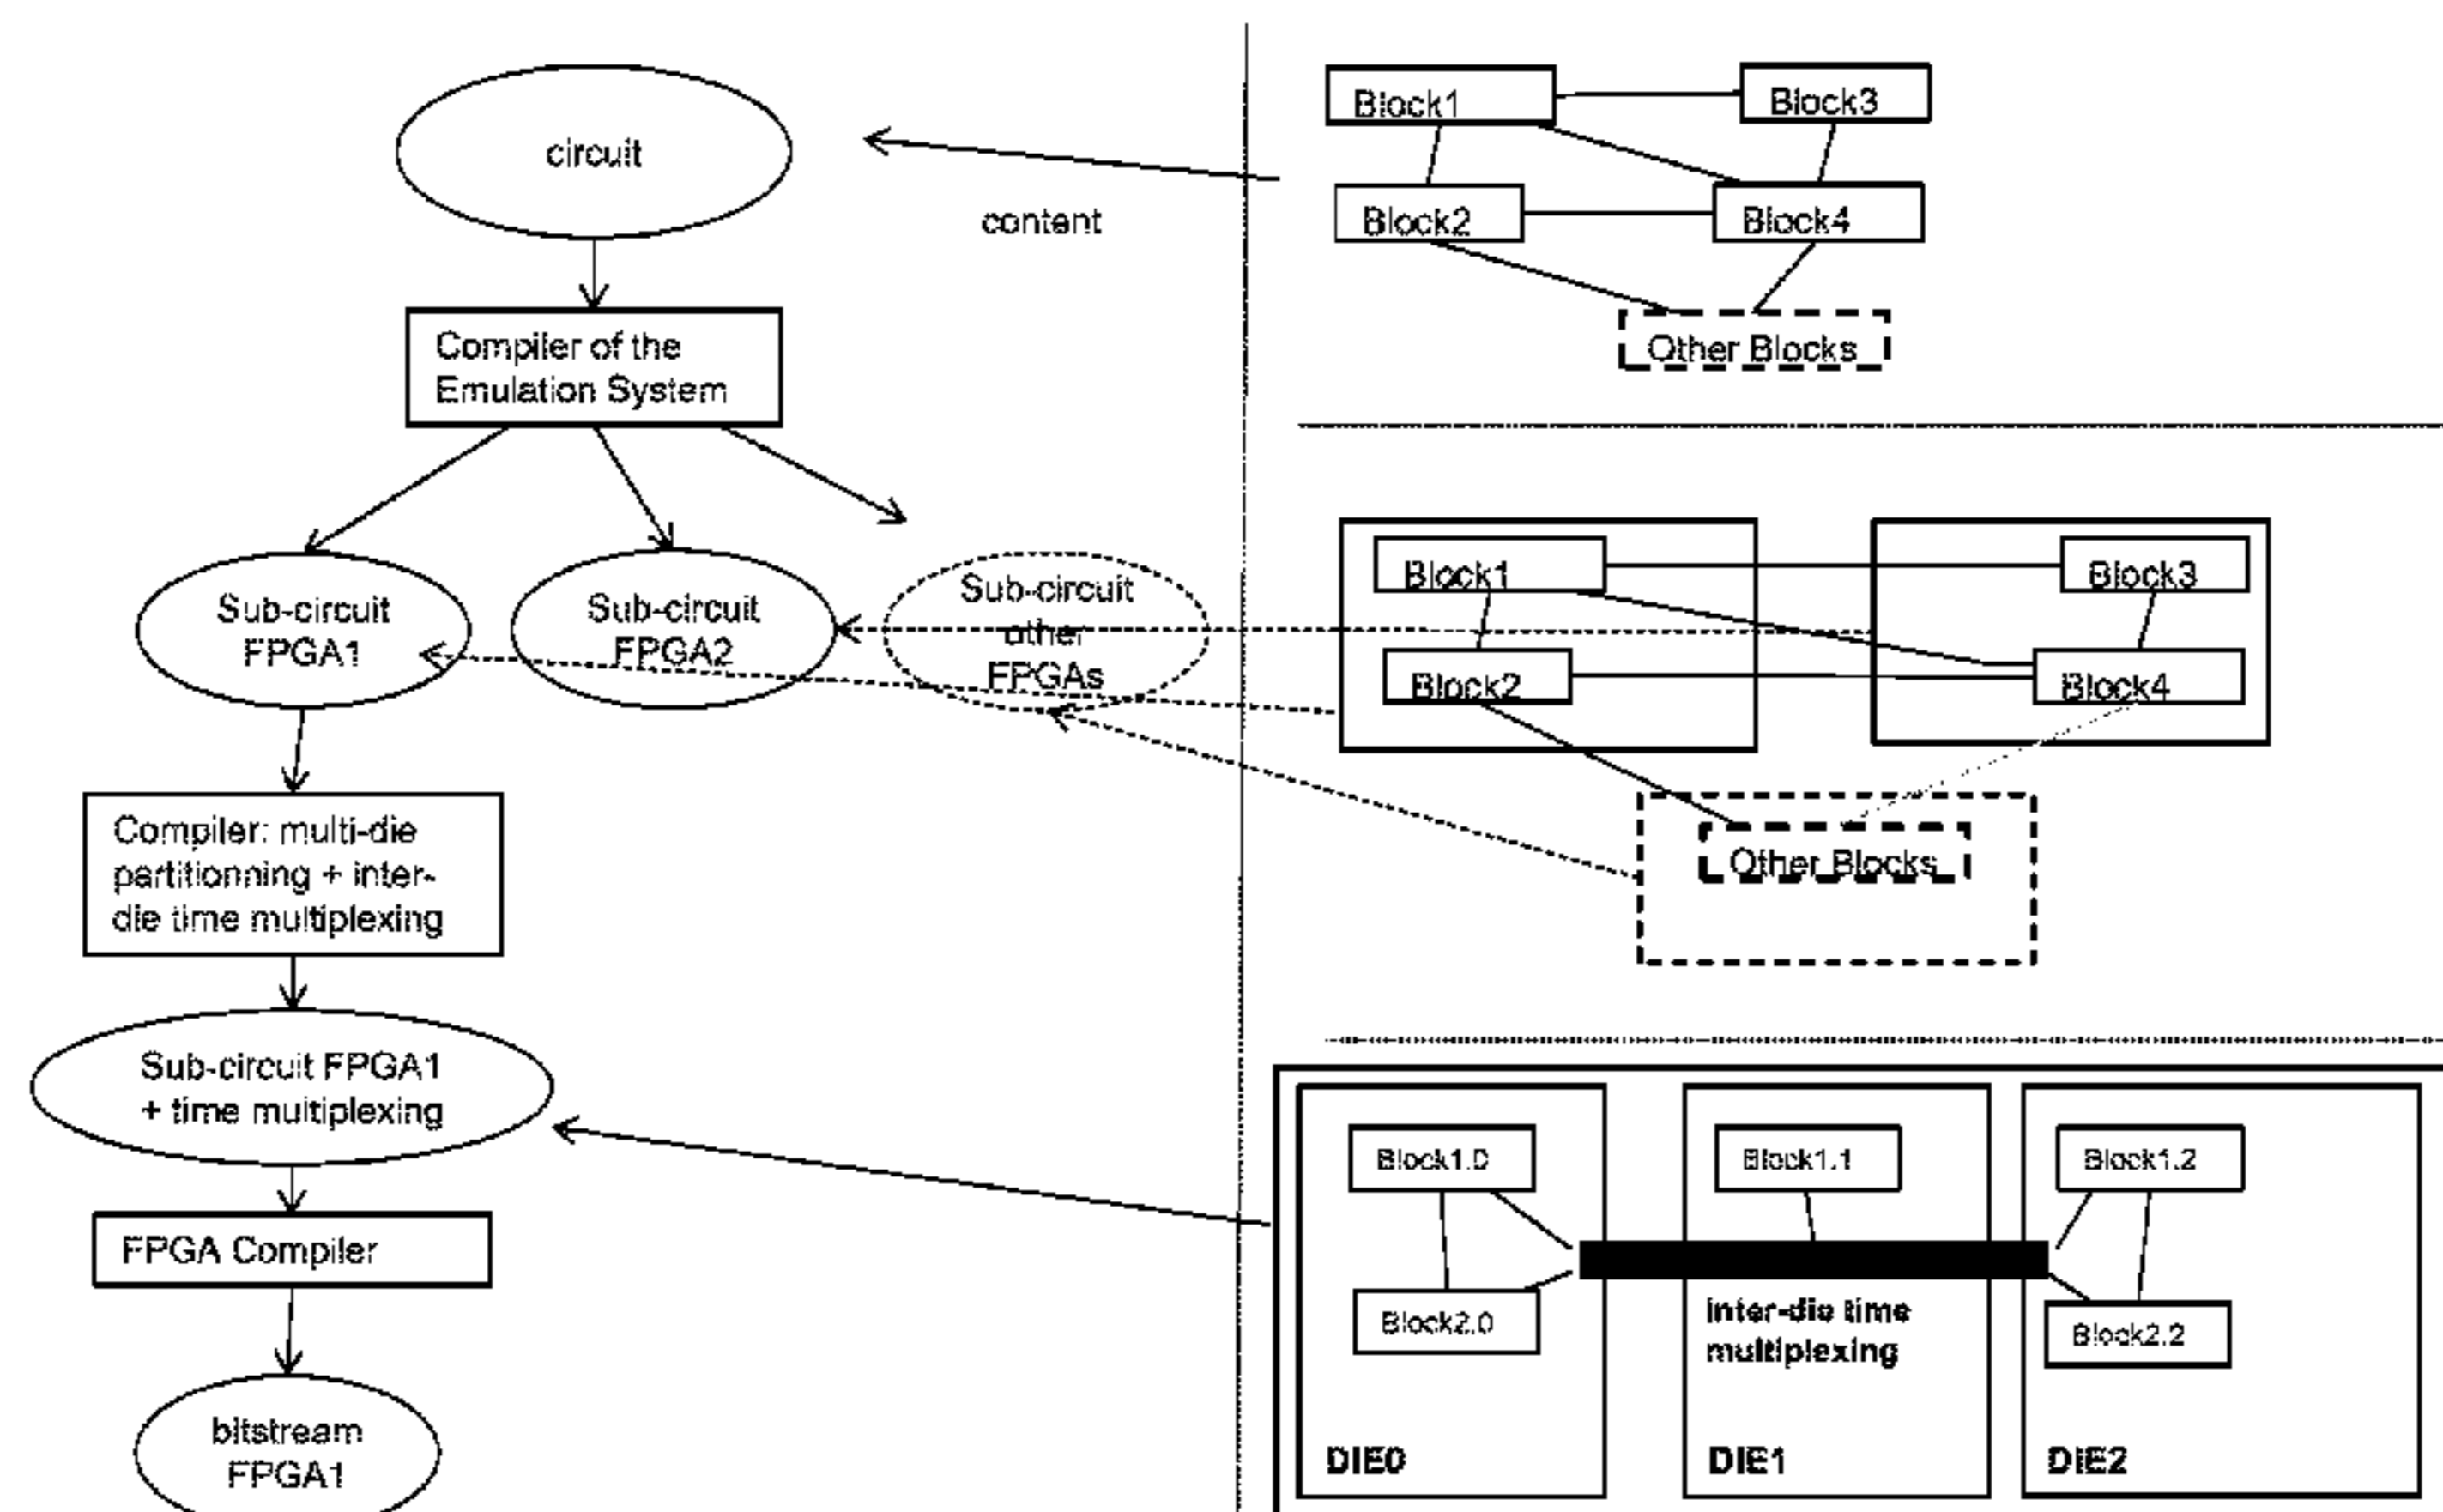 circuit
content
Compiler of the
Emulation System
Sub-circuit
FPGA1
Sub-circuit
FPGA2
Sub-circuit
other
FPGAs
Compiler: multi-die
partitionning + inter-
die time multiplexing
Sub-circuit FPGA1
+ time multiplexing
FPGA Compiler
bitstream
FPGA1
Block1
Block3
Block2
Block4
Other Blocks
Block1
Block3
Block2
Block4
Other Blocks
Block1.0
Block1.1
Block1.2
Block2.0
inter-die time
multiplexing
Block2.2
DIE0
DIE1
DIE2